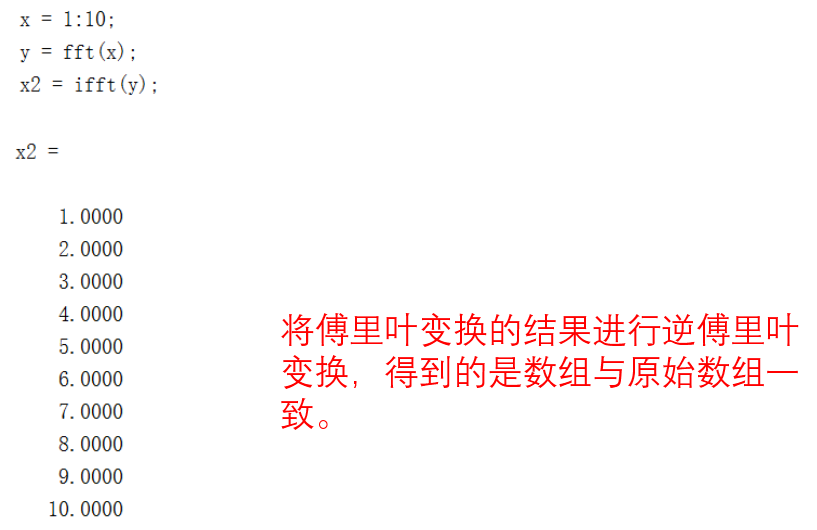 x = 1:10;
y = fft(x);
x2 = ifft(y);
x2 =
1.0000
2.0000
3.0000
4.0000
5.0000
6.0000
7.0000
8.0000
9.0000
10.0000
将傅里叶变换的结果进行逆傅里叶
变换，得到的是数组与原始数组一
致。